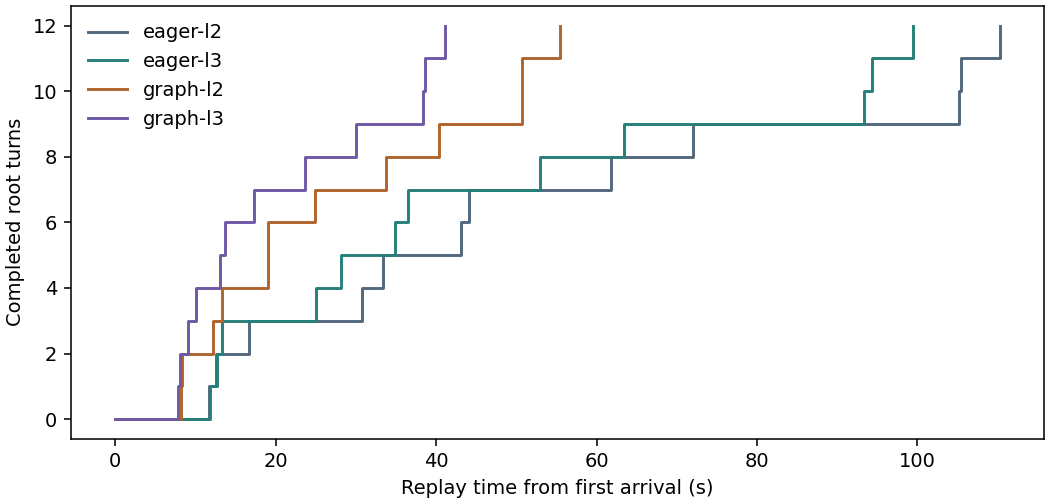 12
10
8
6
4
2
0
Completed root turns
eager-l2
eager-l3
graph-l2
graph-l3
0 20 40 60 80 100
Replay time from first arrival (s)